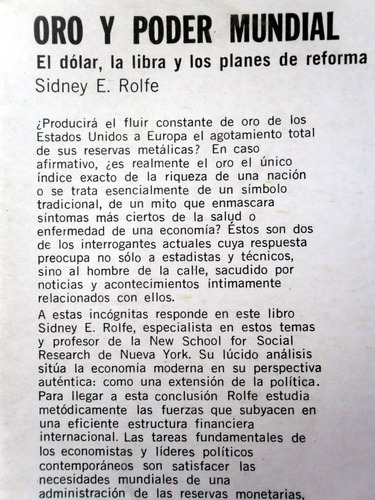 ORO Y PODER MUNDIAL
El dólar, la libra y los planes de reforma
Sidney E. Rolfe
¿Producirá el fluir constante de oro de los
Estados Unidos a Europa el agotamiento total
de sus reservas metálicas? En caso
afirmativo, ¿es realmente el oro el único
índice exacto de la riqueza de una nación
o se trata esencialmente de un símbolo
tradicional, de un mito que enmascara
síntomas más ciertos de la salud o
enfermedad de una economía? Éstos son dos
de los interrogantes actuales cuya respuesta
preocupa no sólo a estadistas y técnicos,
sino al hombre de la calle, sacudido por
noticias y acontecimientos íntimamente
relacionados con ellos.
A estas incógnitas responde en este libro
Sidney E. Rolfe, especialista en estos temas
y profesor de la New School for Social
Research de Nueva York. Su lúcido análisis
sitúa la economía moderna en su perspectiva
auténtica: como una extensión de la política.
Para llegar a esta conclusión Rolfe estudia
metódicamente las fuerzas que subyacen en
una eficiente estructura financiera
internacional. Las tareas fundamentales de
los economistas y líderes políticos
contemporáneos son satisfacer las
necesidades mundiales de una
administración de las reservas monetarias,